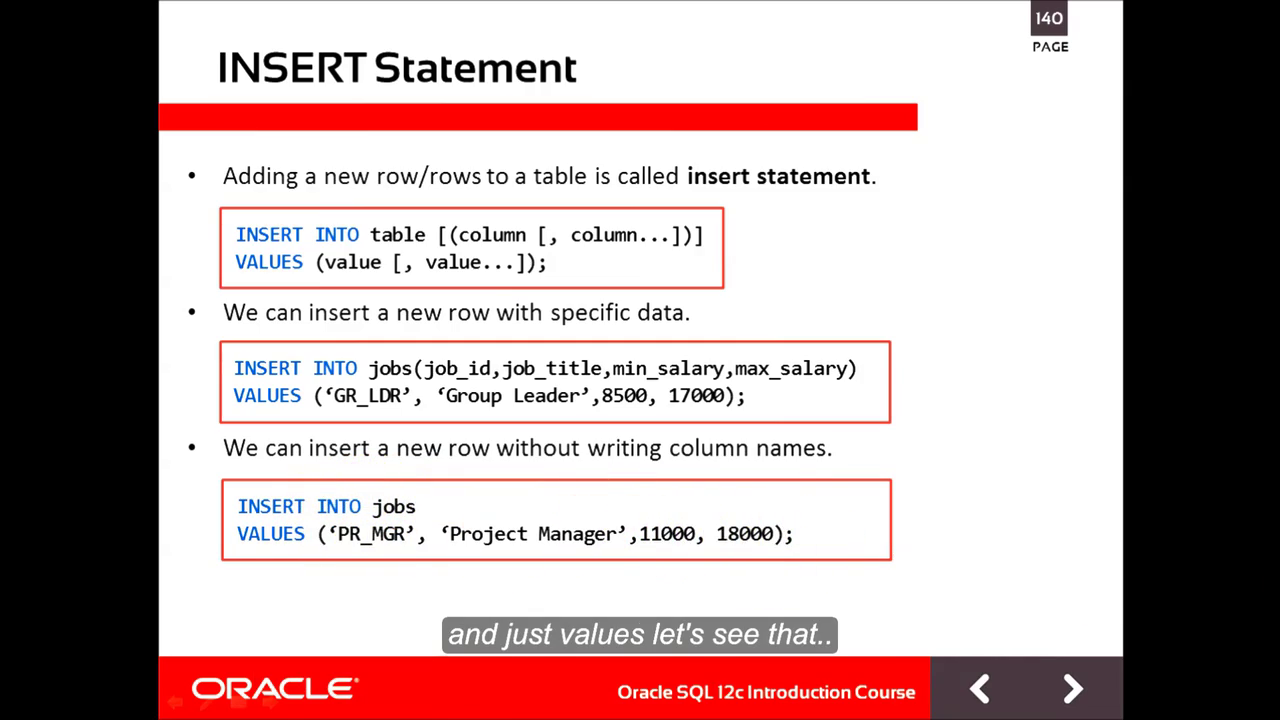 140
PAGE
INSERT Statement
• Adding a new row/rows to a table is called insert statement.
INSERT INTO table [(column [, column...])]
VALUES (value [, value...]);
• We can insert a new row with specific data.
INSERT INTO jobs(job_id,job_title,min_salary,max_salary)
VALUES (‘GR_LDR’, ‘Group Leader’,8500, 17000);
• We can insert a new row without writing column names.
INSERT INTO jobs
VALUES (‘PR_MGR’, ‘Project Manager’,11000, 18000);
and just values let's see that..
ORACLE®
Oracle SQL 12c Introduction Course